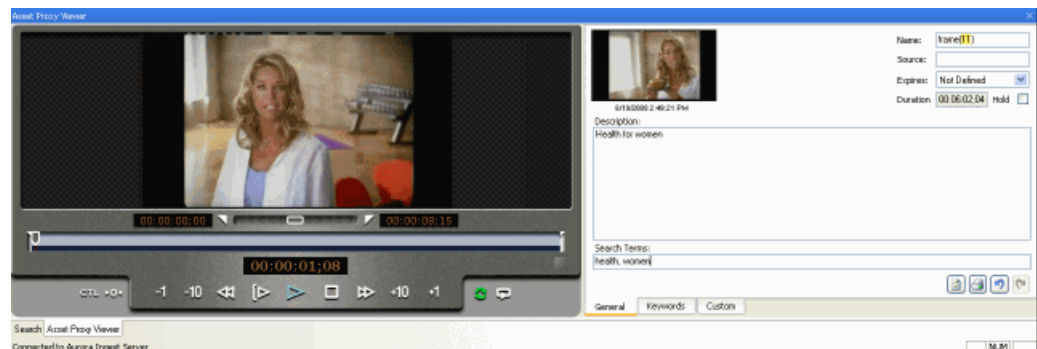 Asset Proxy Viewer
Name: frame(11)
Source:
Expires: Not Defined
Duration 00:06:02;04 Hold
8/19/2008 2:49:21 PM
Description:
Health for women
00:00:00;00 00:00:08;15
Search Terms:
health, women
00:00:01;08
CTL +0+ -1 -10 +10 +1
General Keywords Custom
Search Asset Proxy Viewer
Connected to Aurora Ingest Server
NUM